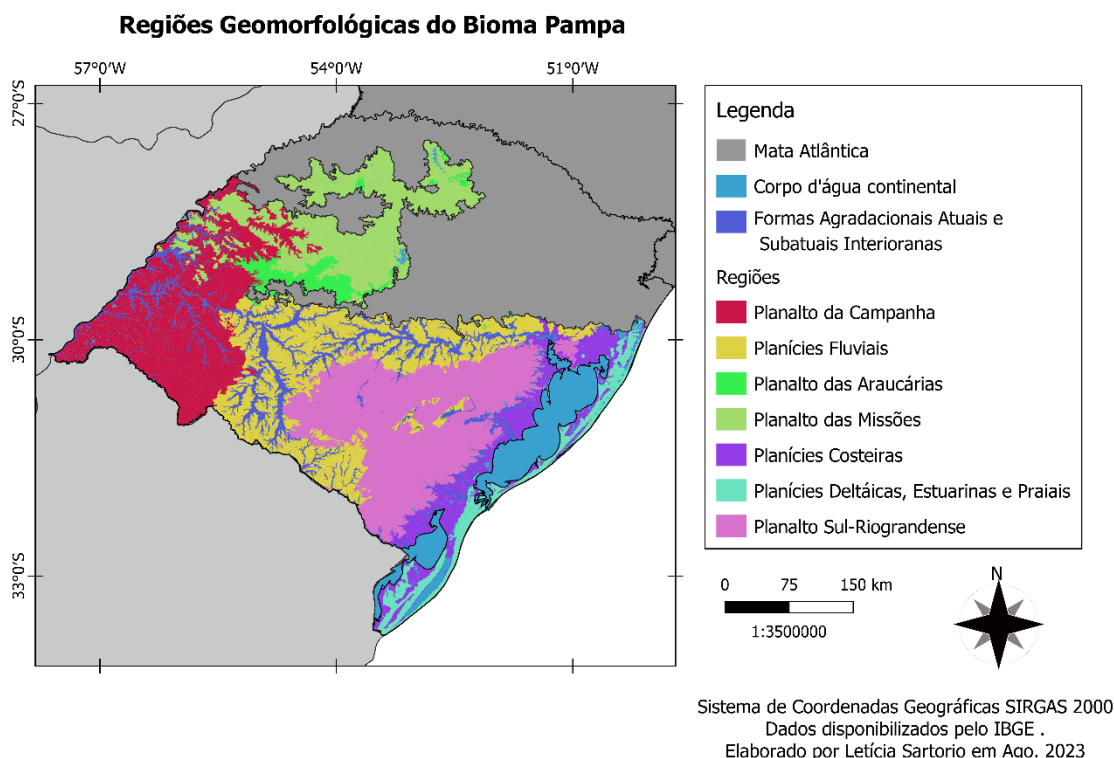 Regiões Geomorfológicas do Bioma Pampa
57°0'W
54°0'W
51°0'W
27°0'S
30°0'S
33°0'S
Legenda
Mata Atlântica
Corpo d'água continental
Formas Agradacionais Atuais e
Subatuais Interioranas
Regiões
Planalto da Campanha
Planícies Fluviais
Planalto das Araucárias
Planalto das Missões
Planícies Costeiras
Planícies Deltáicas, Estuarinas e Praiais
Planalto Sul-Riograndense
0 75 150 km
1:3500000
N
Sistema de Coordenadas Geográficas SIRGAS 2000
Dados disponibilizados pelo IBGE .
Elaborado por Letícia Sartorio em Ago. 2023